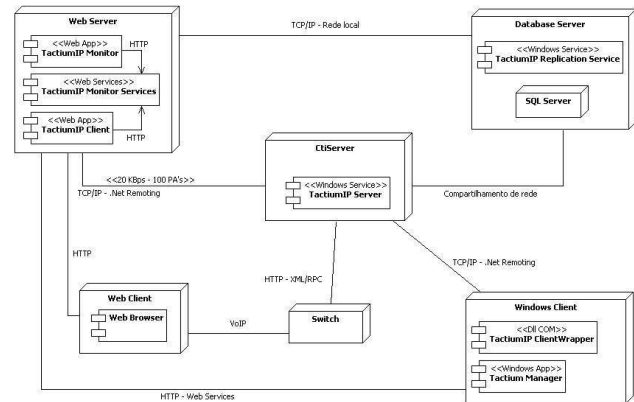 Web Server
<<Web App>>
TactiumIP Monitor
HTTP
<<Web Services>>
TactiumIP Monitor Services
<<Web App>>
TactiumIP Client
HTTP
TCP/IP - Rede local
Database Server
<<Windows Service>>
TactiumIP Replication Service
SQL Server
<<20 KBps - 100 PA's>>
TCP/IP - .Net Remoting
CtiServer
<<Windows Service>>
TactiumIP Server
Compartilhamento de rede
HTTP
HTTP - XML/RPC
TCP/IP - .Net Remoting
Web Client
Web Browser
VoIP
Switch
Windows Client
<<Dll COM>>
TactiumIP ClientWrapper
<<Windows App>>
Tactium Manager
HTTP - Web Services